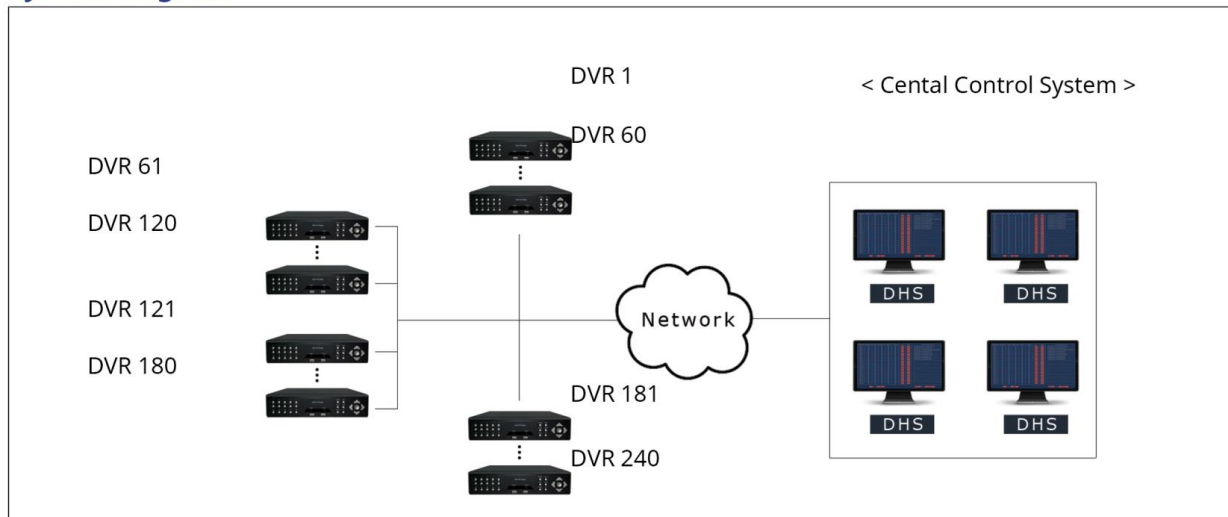 DVR 1
< Cental Control System >
DVR 60
DVR 61
DVR 120
DVR 121
DVR 180
Network
DHS
DHS
DHS
DHS
DVR 181
DVR 240